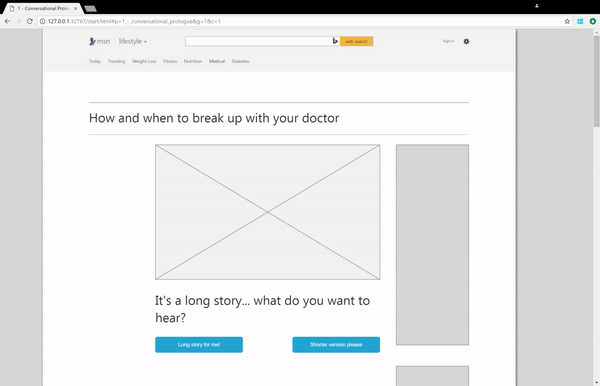 1 - Conversational Prolog
127.0.0.1:32767/start.html#p=1_-_conversational_prologue&g=1&c=1
msn lifestyle
web search
Sign in
Today Trending Weight Loss Fitness Nutrition Medical Diabetes
How and when to break up with your doctor
It's a long story... what do you want to
hear?
Long story for me!
Shorter version please